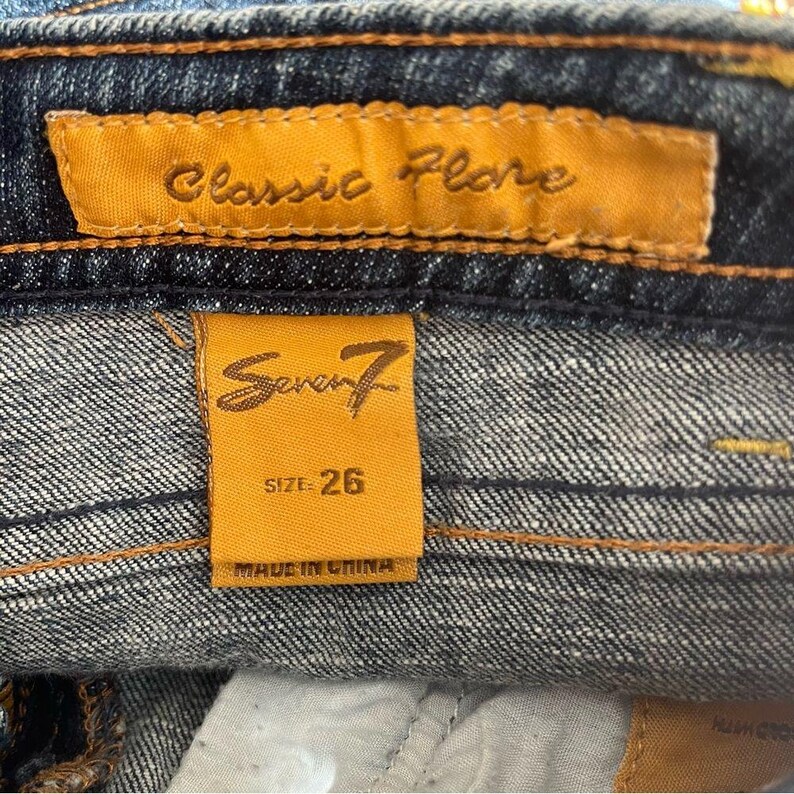 Classic Flare
Seven7
SIZE: 26
MADE IN CHINA